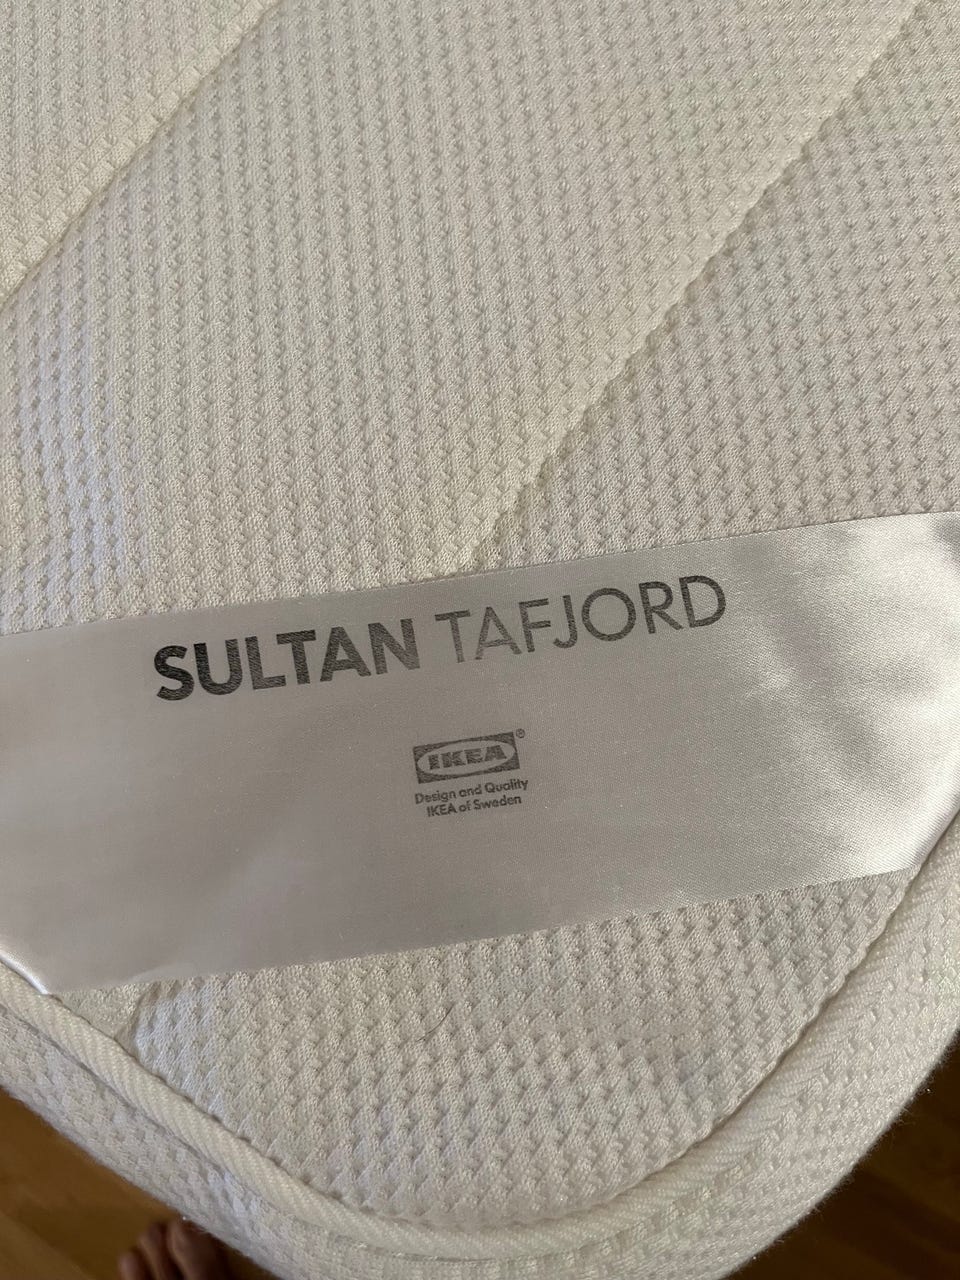 SULTAN TAFJORD
IKEA®
Design and Quality
IKEA of Sweden